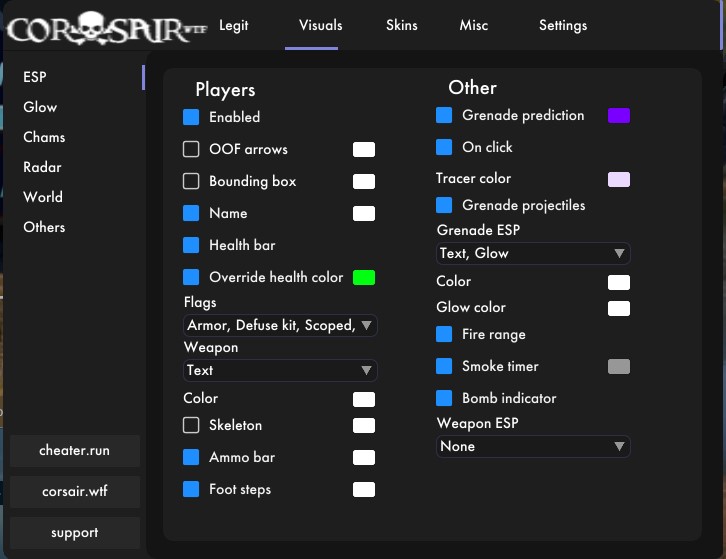 CORSAIR.WTF
Legit
Visuals
Skins
Misc
Settings
ESP
Glow
Chams
Radar
World
Others
cheater.run
corsair.wtf
support
Players
Enabled
OOF arrows
Bounding box
Name
Health bar
Override health color
Flags
Armor, Defuse kit, Scoped,
Weapon
Text
Color
Skeleton
Ammo bar
Foot steps
Other
Grenade prediction
On click
Tracer color
Grenade projectiles
Grenade ESP
Text, Glow
Color
Glow color
Fire range
Smoke timer
Bomb indicator
Weapon ESP
None